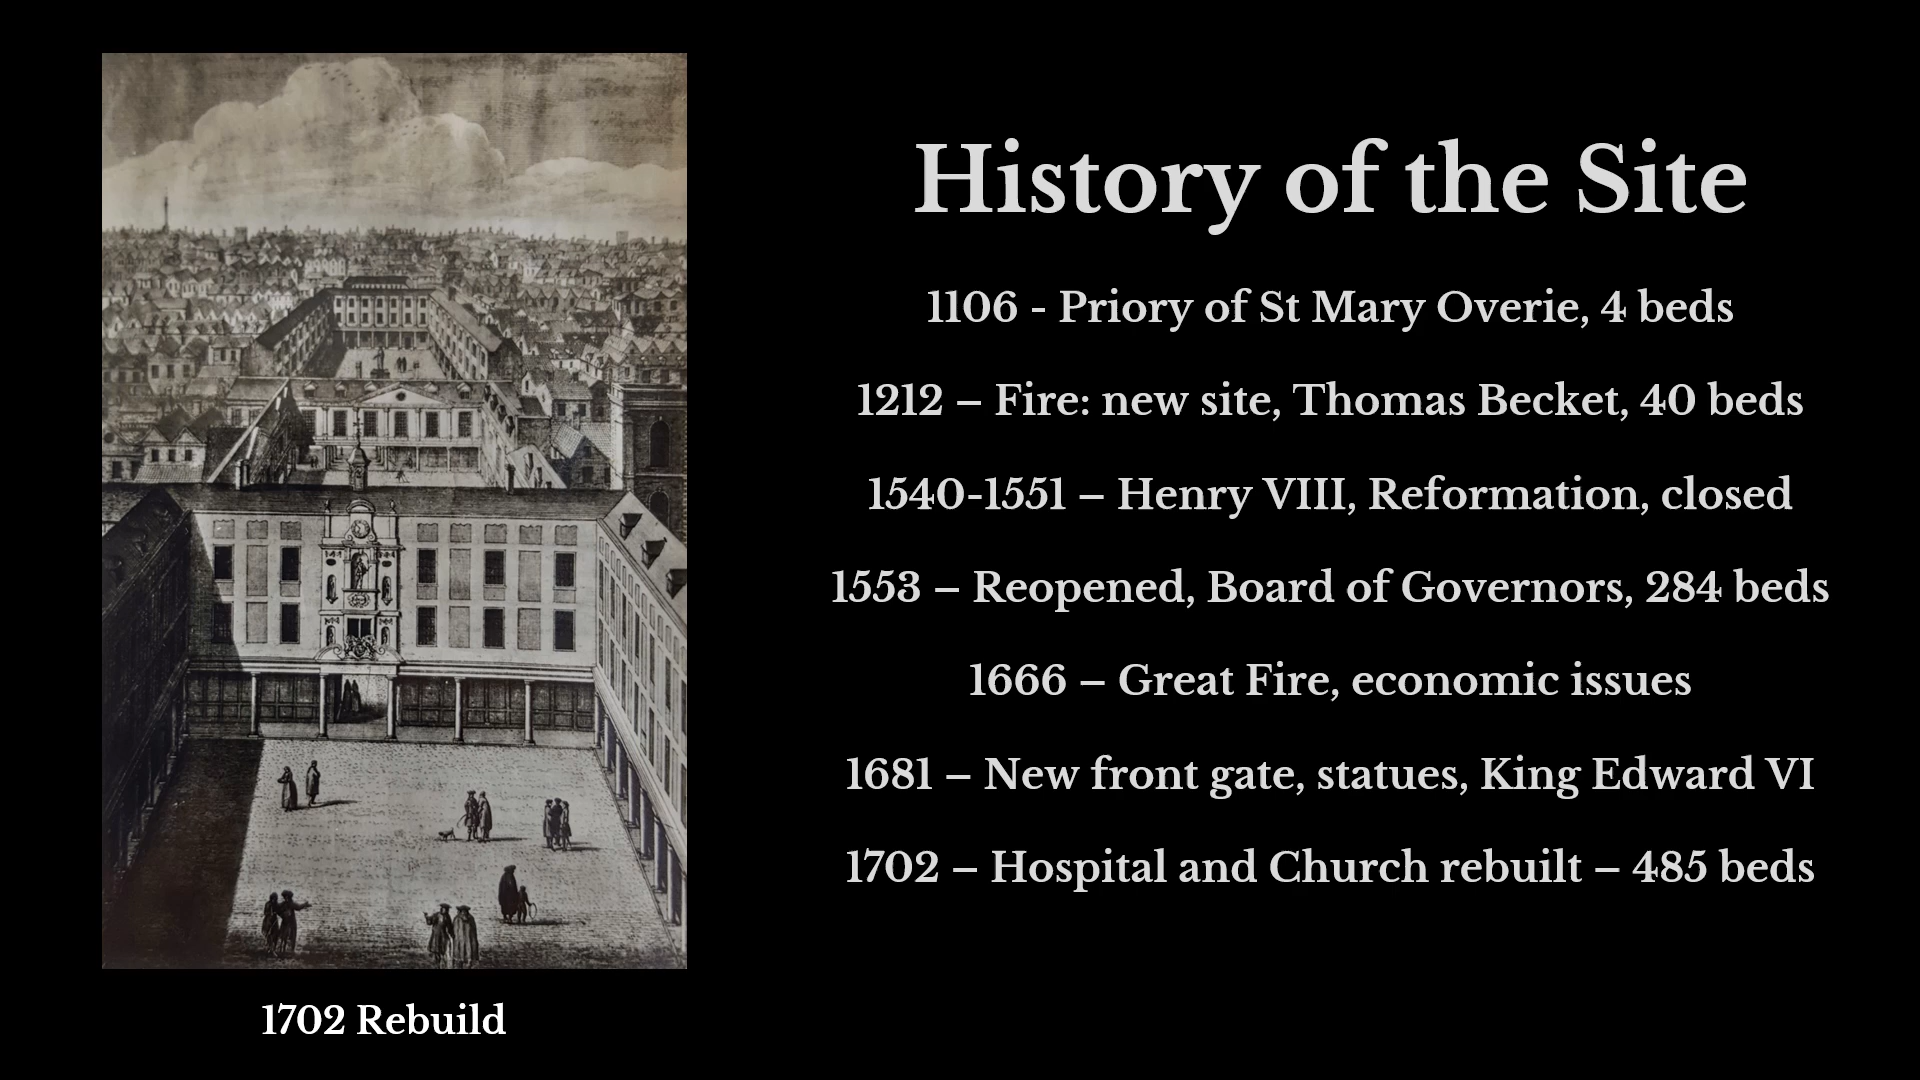 History of the Site
1106 - Priory of St Mary Overie, 4 beds
1212 – Fire: new site, Thomas Becket, 40 beds
1540-1551 – Henry VIII, Reformation, closed
1553 – Reopened, Board of Governors, 284 beds
1666 – Great Fire, economic issues
1681 – New front gate, statues, King Edward VI
1702 – Hospital and Church rebuilt – 485 beds
1702 Rebuild